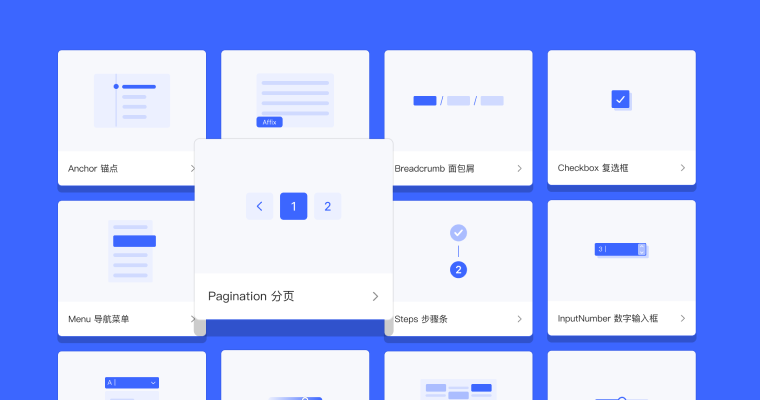 Affix
Anchor 锚点
Breadcrumb 面包屑
Checkbox 复选框
1
2
Pagination 分页
Menu 导航菜单
2
Steps 步骤条
3
InputNumber 数字输入框
A